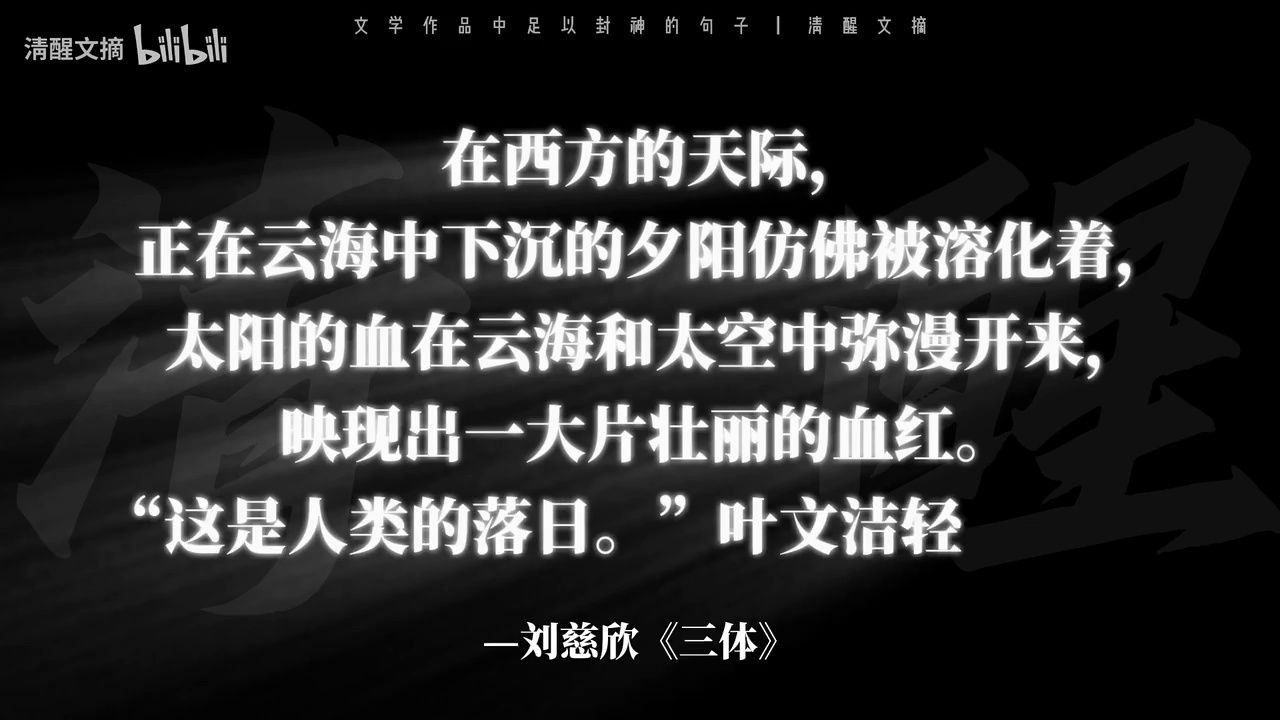 文学作品中足以封神的句子 | 清醒文摘
清醒文摘 bilibili
清醒
在西方的天际,
正在云海中下沉的夕阳仿佛被溶化着,
太阳的血在云海和太空中弥漫开来,
映现出一大片壮丽的血红。
“这是人类的落日。”叶文洁轻
—刘慈欣《三体》